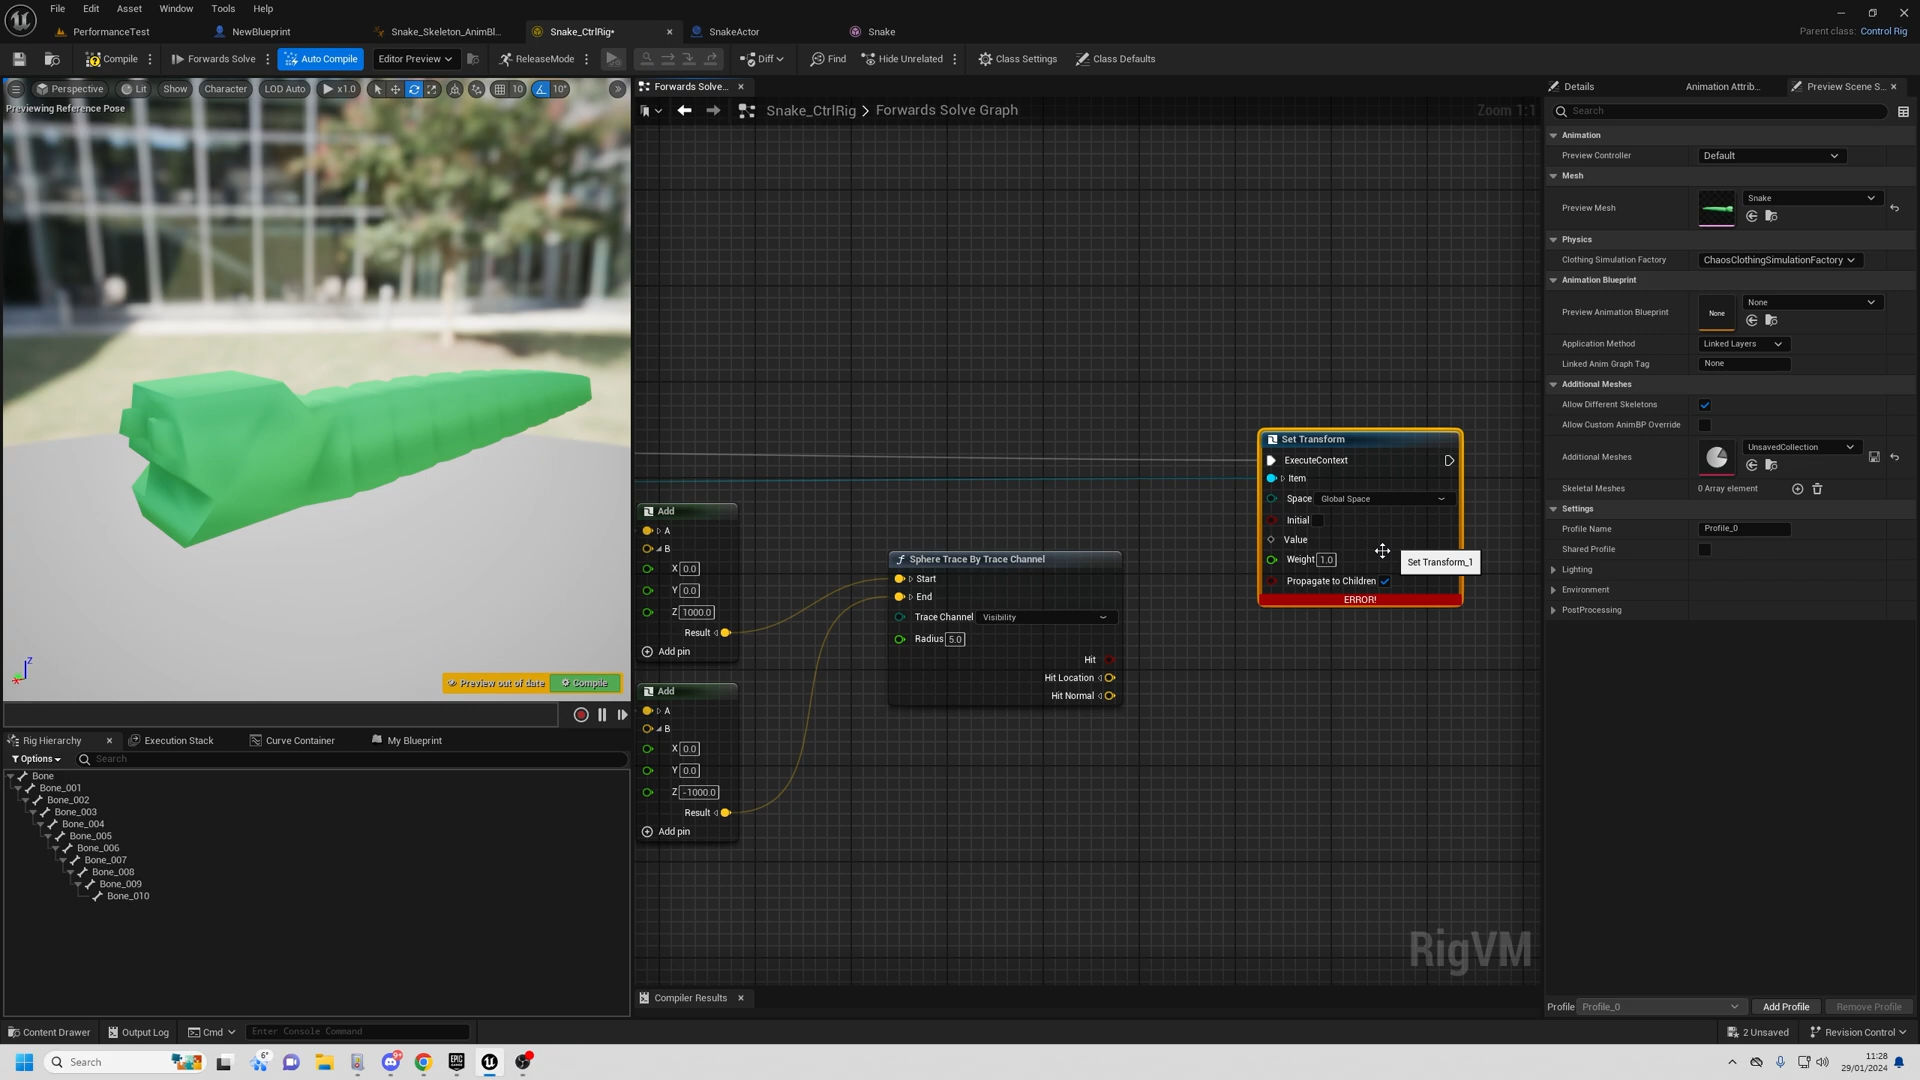 File Edit Asset Window Tools Help
PerformanceTest NewBlueprint Snake_Skeleton_AnimBl... Snake_CtrlRig* SnakeActor Snake
Parent class: Control Rig
Compile Forwards Solve Auto Compile Editor Preview ReleaseMode Diff Find Hide Unrelated Class Settings Class Defaults
Perspective Lit Show Character LOD Auto x1.0 10 10°
Previewing Reference Pose
Z
X
Preview out of date Compile
Rig Hierarchy Execution Stack Curve Container My Blueprint
Options Search
Bone
Bone_001
Bone_002
Bone_003
Bone_004
Bone_005
Bone_006
Bone_007
Bone_008
Bone_009
Bone_010
Forwards Solve...
Snake_CtrlRig > Forwards Solve Graph
Zoom 1:1
Add
A
B
X 0.0
Y 0.0
Z 1000.0
Result
Add pin
Add
A
B
X 0.0
Y 0.0
Z -1000.0
Result
Add pin
Sphere Trace By Trace Channel
Start
End
Trace Channel Visibility
Radius 5.0
Hit
Hit Location
Hit Normal
Set Transform
ExecuteContext
Item
Space Global Space
Initial
Value
Weight 1.0
Propagate to Children
ERROR!
Set Transform_1
RigVM
Compiler Results
Details Animation Attrib... Preview Scene S...
Search
Animation
Preview Controller Default
Mesh
Preview Mesh Snake
Physics
Clothing Simulation Factory ChaosClothingSimulationFactory
Animation Blueprint
Preview Animation Blueprint None None
Application Method Linked Layers
Linked Anim Graph Tag None
Additional Meshes
Allow Different Skeletons
Allow Custom AnimBP Override
Additional Meshes UnsavedCollection
Skeletal Meshes 0 Array element
Settings
Profile Name Profile_0
Shared Profile
Lighting
Environment
PostProcessing
Profile Profile_0 Add Profile Remove Profile
Content Drawer Output Log Cmd Enter Console Command 2 Unsaved Revision Control
Search 6° 9+ EPIC GAMES 11:28
29/01/2024